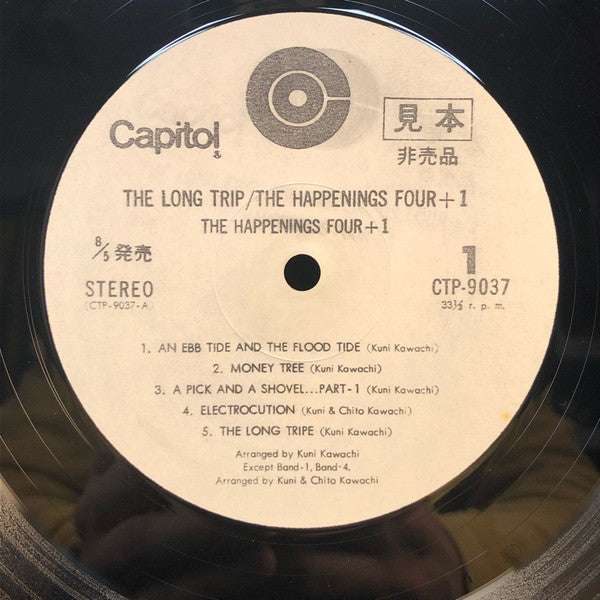 Capitol
見本
非売品
THE LONG TRIP/THE HAPPENINGS FOUR+1
THE HAPPENINGS FOUR+1
8/5 発売
1
STEREO
CTP-9037
(CTP-9037-A)
33⅓ r. p. m.
1. AN EBB TIDE AND THE FLOOD TIDE (Kuni Kawachi)
2. MONEY TREE (Kuni Kawachi)
3. A PICK AND A SHOVEL...PART-1 (Kuni Kawachi)
4. ELECTROCUTION (Kuni & Chito Kawachi)
5. THE LONG TRIPE (Kuni Kawachi)
Arranged by Kuni Kawachi
Except Band-1, Band-4.
Arranged by Kuni & Chito Kawachi